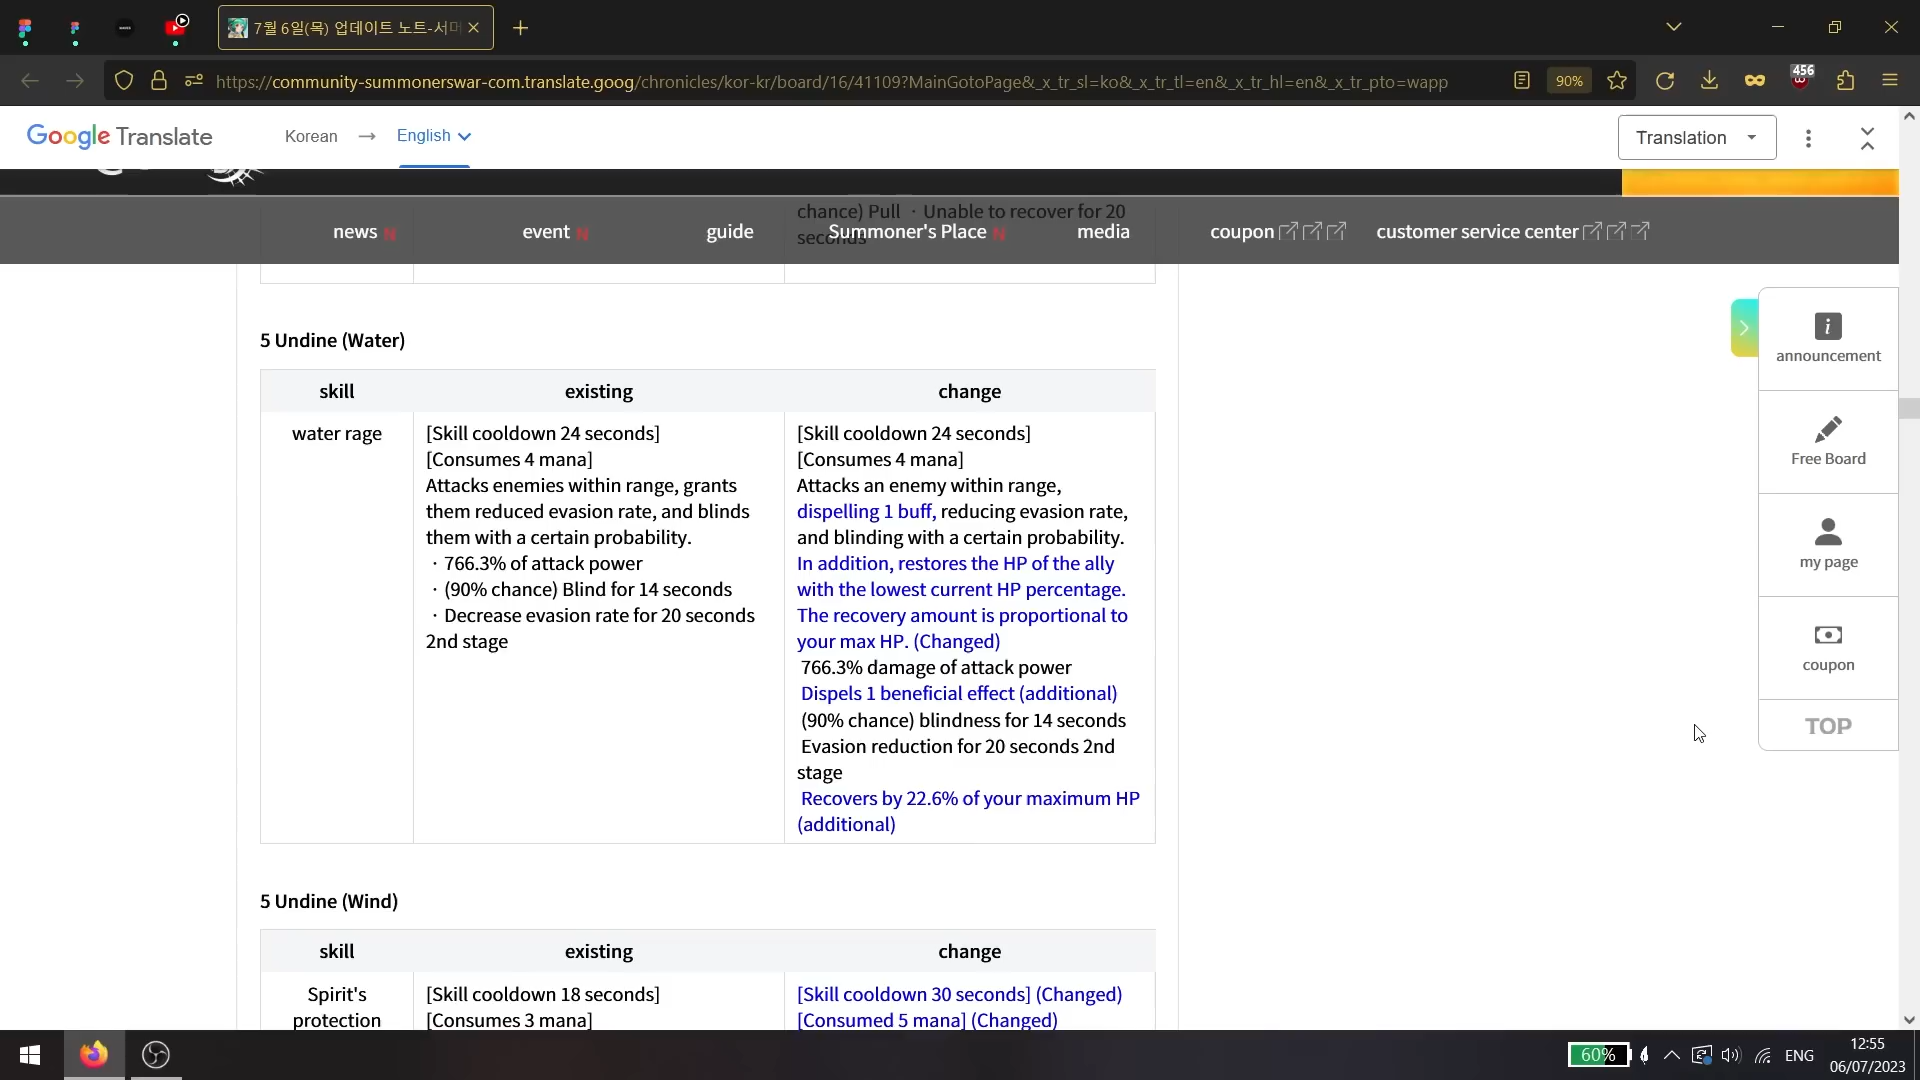 7월 6일(목) 업데이트 노트-서머
https://community-summonerswar-com.translate.goog/chronicles/kor-kr/board/16/41109?MainGotoPage&_x_tr_sl=ko&_x_tr_tl=en&_x_tr_hl=en&_x_tr_pto=wapp
90%
456
Google Translate
Korean → English
Translation
chance) Pull · Unable to recover for 20
seconds
news N
event N
guide
Summoner's Place N
media
coupon
customer service center
5 Undine (Water)
skill
existing
change
water rage
[Skill cooldown 24 seconds]
[Consumes 4 mana]
Attacks enemies within range, grants
them reduced evasion rate, and blinds
them with a certain probability.
· 766.3% of attack power
· (90% chance) Blind for 14 seconds
· Decrease evasion rate for 20 seconds
2nd stage
[Skill cooldown 24 seconds]
[Consumes 4 mana]
Attacks an enemy within range,
dispelling 1 buff, reducing evasion rate,
and blinding with a certain probability.
In addition, restores the HP of the ally
with the lowest current HP percentage.
The recovery amount is proportional to
your max HP. (Changed)
766.3% damage of attack power
Dispels 1 beneficial effect (additional)
(90% chance) blindness for 14 seconds
Evasion reduction for 20 seconds 2nd
stage
Recovers by 22.6% of your maximum HP
(additional)
5 Undine (Wind)
skill
existing
change
Spirit's
protection
[Skill cooldown 18 seconds]
[Consumes 3 mana]
[Skill cooldown 30 seconds] (Changed)
[Consumed 5 mana] (Changed)
announcement
Free Board
my page
coupon
TOP
60%
ENG
12:55
06/07/2023